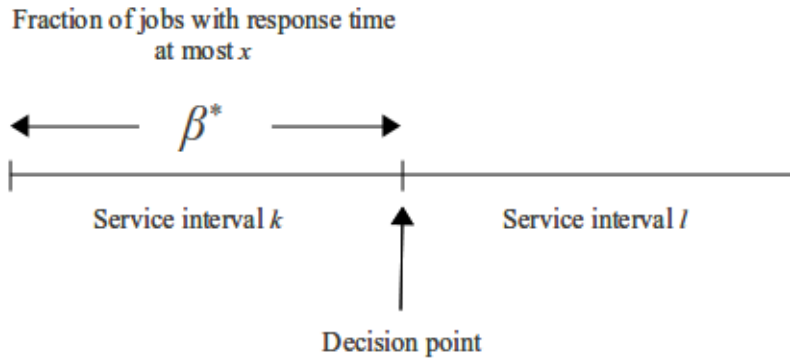 Fraction of jobs with response time
at most x
β*
Service interval k
Service interval l
Decision point